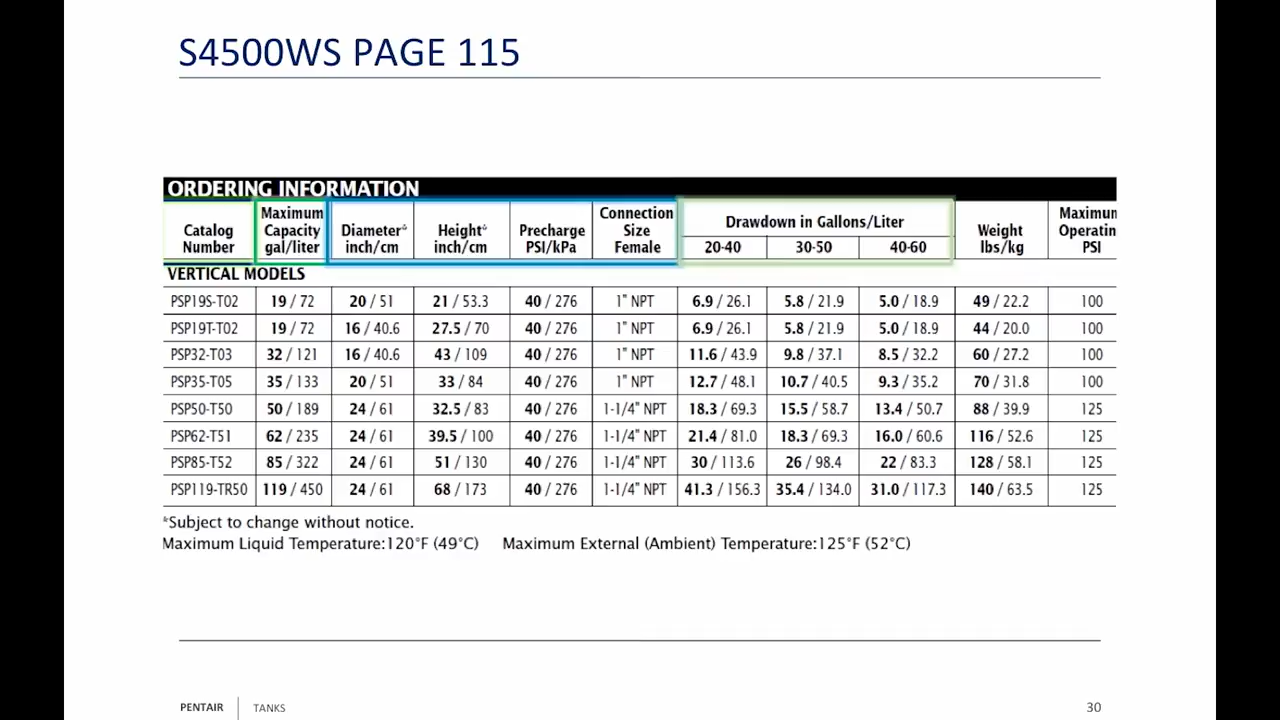 S4500WS PAGE 115
ORDERING INFORMATION
Catalog Number Maximum Capacity gal/liter Diameter* inch/cm Height* inch/cm Precharge PSI/kPa Connection Size Female Drawdown in Gallons/Liter 20-40 30-50 40-60 Weight lbs/kg Maximum Operatin PSI
VERTICAL MODELS
PSP19S-T02 19 / 72 20 / 51 21 / 53.3 40 / 276 1" NPT 6.9 / 26.1 5.8 / 21.9 5.0 / 18.9 49 / 22.2 100
PSP19T-T02 19 / 72 16 / 40.6 27.5 / 70 40 / 276 1" NPT 6.9 / 26.1 5.8 / 21.9 5.0 / 18.9 44 / 20.0 100
PSP32-T03 32 / 121 16 / 40.6 43 / 109 40 / 276 1" NPT 11.6 / 43.9 9.8 / 37.1 8.5 / 32.2 60 / 27.2 100
PSP35-T05 35 / 133 20 / 51 33 / 84 40 / 276 1" NPT 12.7 / 48.1 10.7 / 40.5 9.3 / 35.2 70 / 31.8 100
PSP50-T50 50 / 189 24 / 61 32.5 / 83 40 / 276 1-1/4" NPT 18.3 / 69.3 15.5 / 58.7 13.4 / 50.7 88 / 39.9 125
PSP62-T51 62 / 235 24 / 61 39.5 / 100 40 / 276 1-1/4" NPT 21.4 / 81.0 18.3 / 69.3 16.0 / 60.6 116 / 52.6 125
PSP85-T52 85 / 322 24 / 61 51 / 130 40 / 276 1-1/4" NPT 30 / 113.6 26 / 98.4 22 / 83.3 128 / 58.1 125
PSP119-TR50 119 / 450 24 / 61 68 / 173 40 / 276 1-1/4" NPT 41.3 / 156.3 35.4 / 134.0 31.0 / 117.3 140 / 63.5 125
*Subject to change without notice.
Maximum Liquid Temperature:120°F (49°C) Maximum External (Ambient) Temperature:125°F (52°C)
PENTAIR TANKS 30